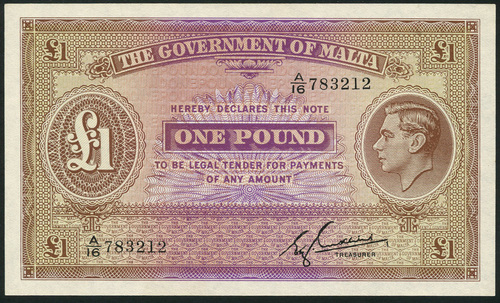 £1 £1
THE GOVERNMENT OF MALTA
A/16 783212
HEREBY DECLARES THIS NOTE
£1 ONE POUND
TO BE LEGAL TENDER FOR PAYMENTS
OF ANY AMOUNT
A/16 783212
TREASURER
£1 £1